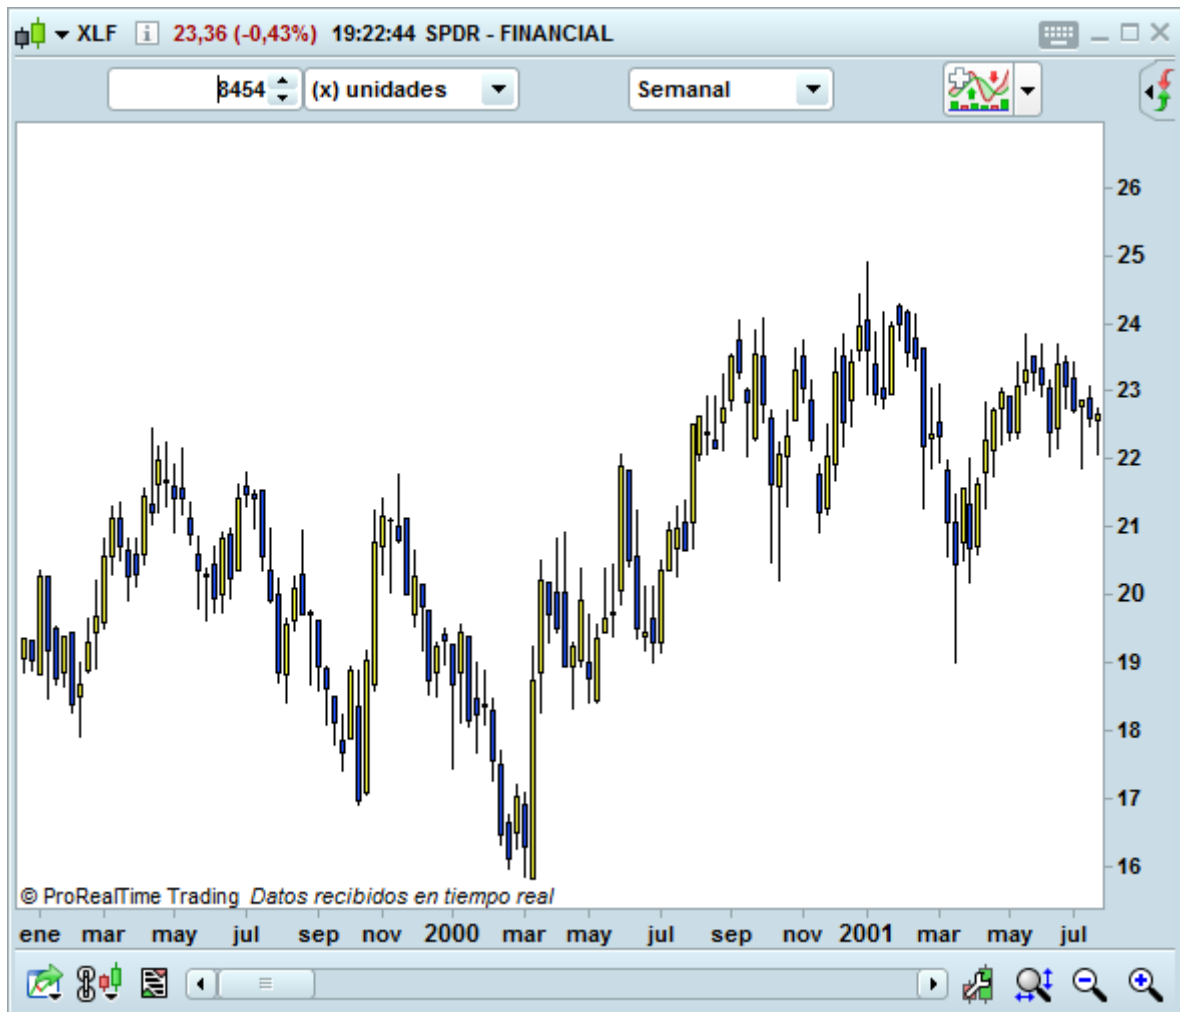 XLF i 23,36 (-0,43%) 19:22:44 SPDR - FINANCIAL
8454 (x) unidades Semanal
26
25
24
23
22
21
20
19
18
17
16
© ProRealTime Trading Datos recibidos en tiempo real
ene mar may jul sep nov 2000 mar may jul sep nov 2001 mar may jul